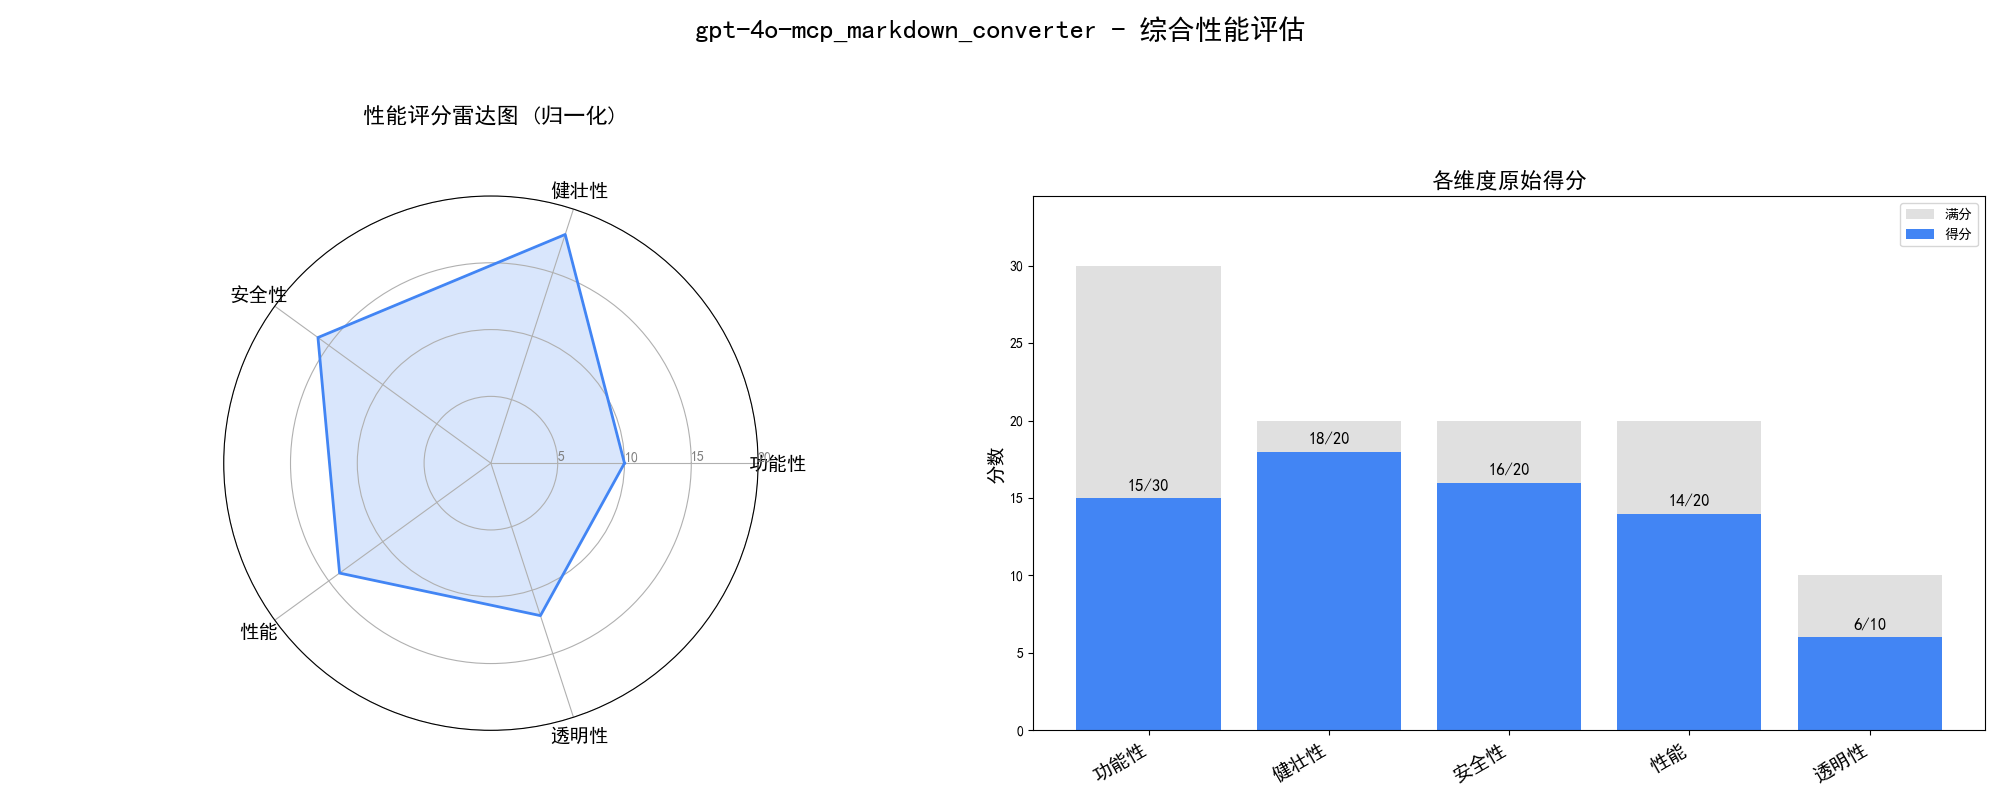 gpt-4o-mcp_markdown_converter - 综合性能评估
性能评分雷达图 (归一化)
健壮性
安全性
功能性
性能
透明性
5
10
15
20
各维度原始得分
满分
得分
分数
30
25
20
15
10
5
0
15/30
18/20
16/20
14/20
6/10
功能性
健壮性
安全性
性能
透明性